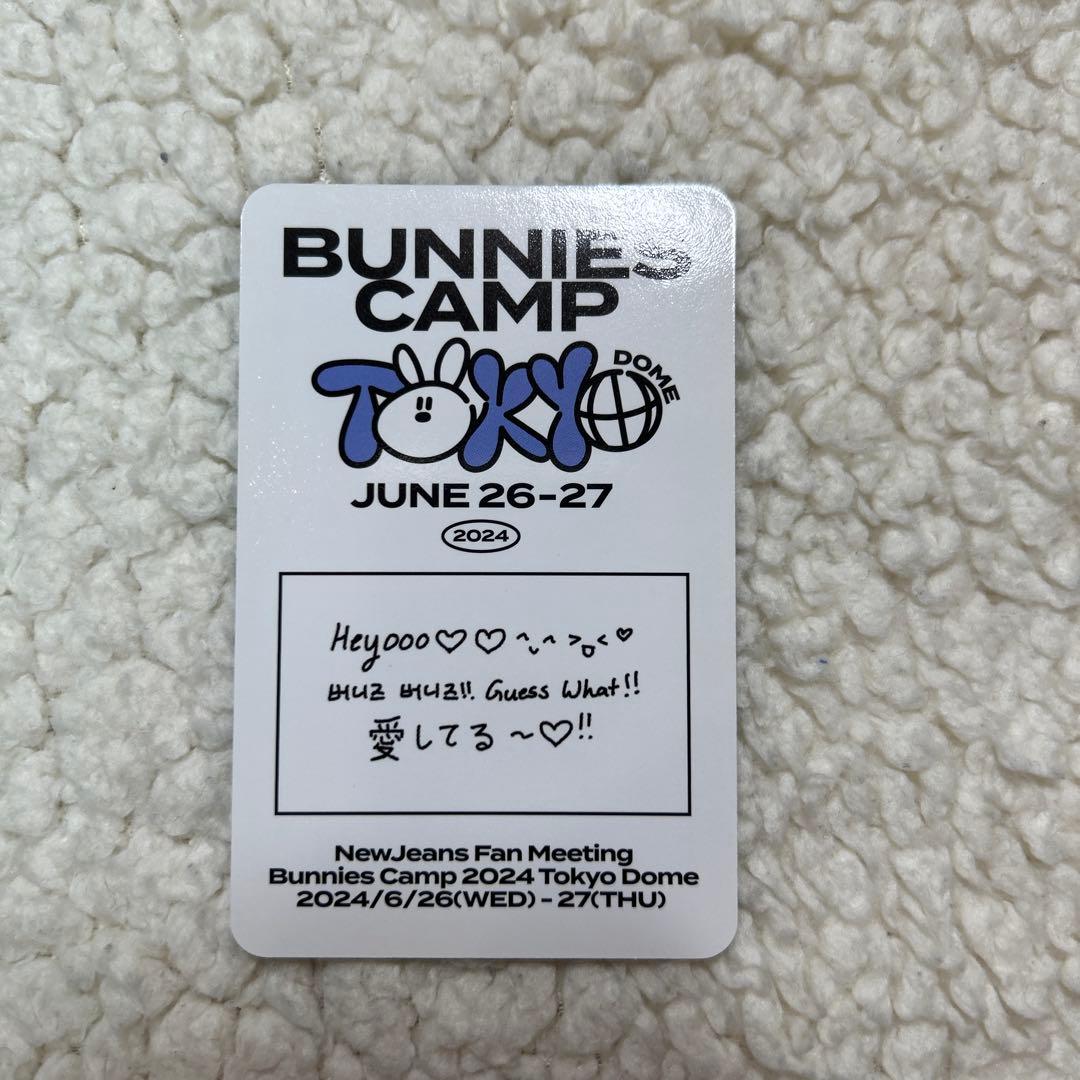 BUNNIES
CAMP
TOKYO DOME
JUNE 26-27
2024
Heyooo♡♡ ^◡^ >ㅁ<♡
버니즈 버니즈!! Guess What!!
愛してる~♡!!
NewJeans Fan Meeting
Bunnies Camp 2024 Tokyo Dome
2024/6/26(WED) - 27(THU)